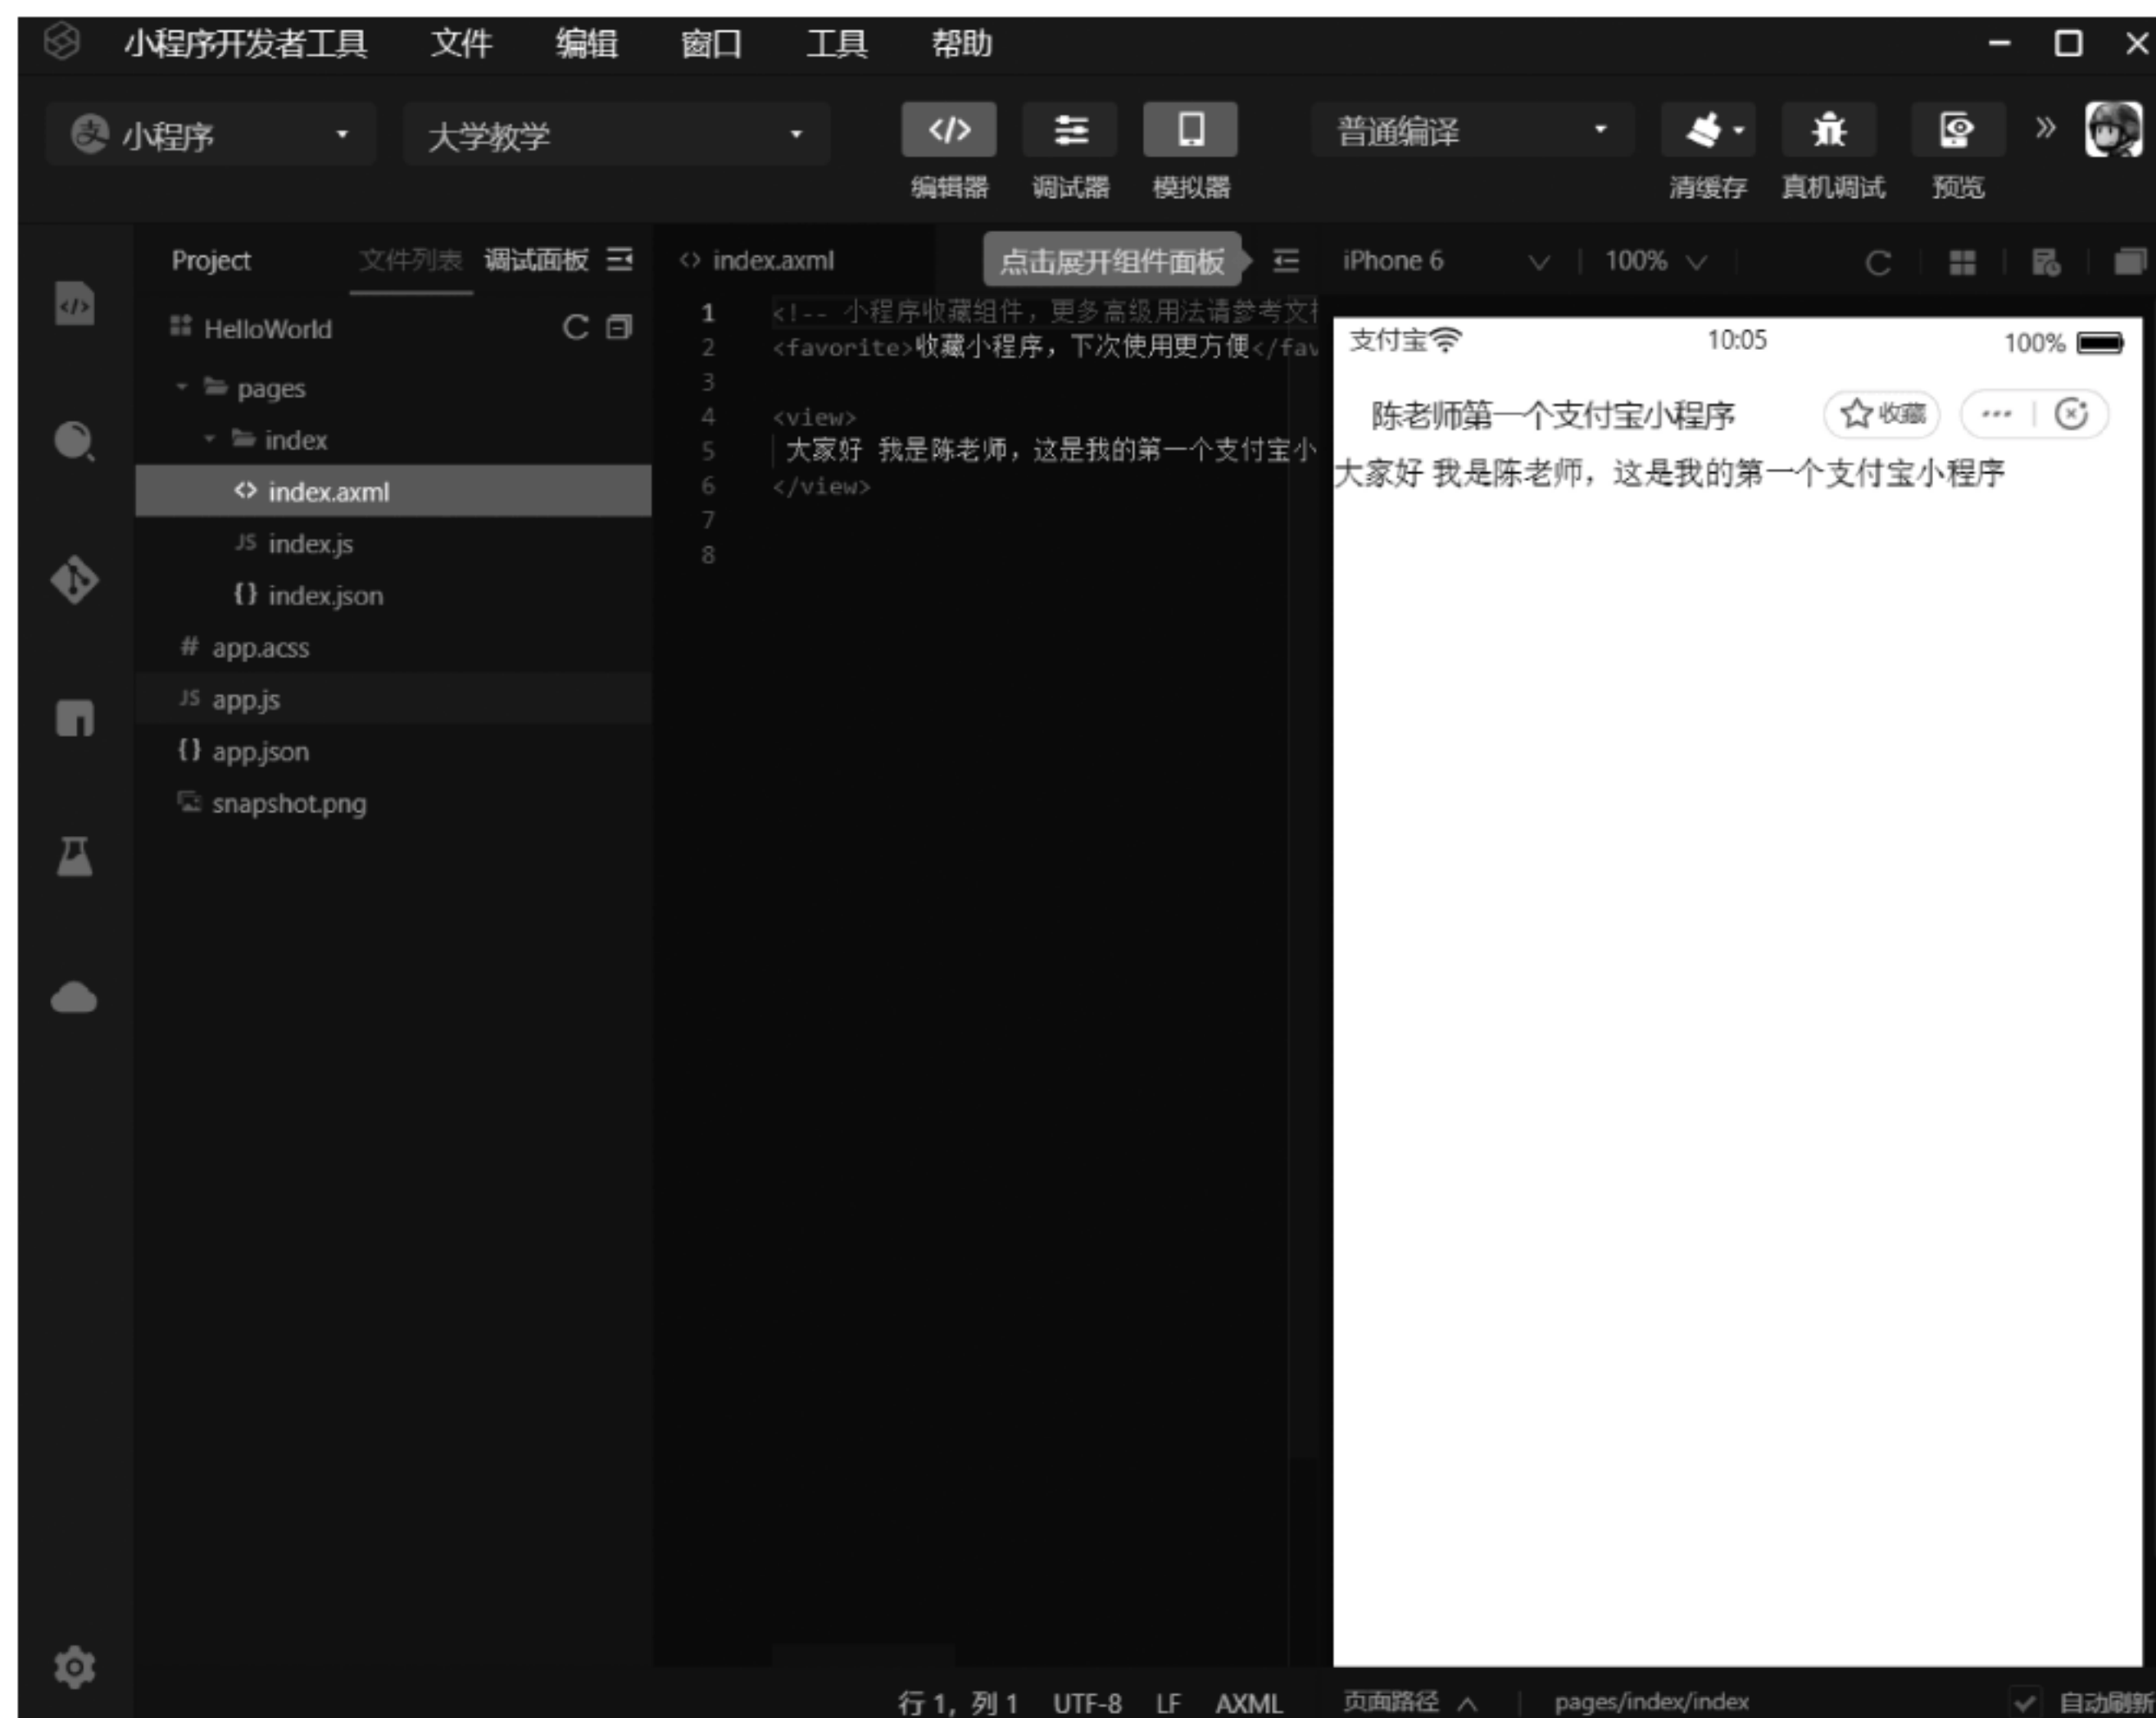 小程序开发者工具 文件 编辑 窗口 工具 帮助
小程序 大学教学 </> 普通编译
编辑器 调试器 模拟器 清缓存 真机调试 预览
Project 文件列表 调试面板
<> index.axml 点击展开组件面板
iPhone 6 100%
HelloWorld
pages
index
<> index.axml
JS index.js
{} index.json
# app.acss
JS app.js
{} app.json
snapshot.png
1 <!-- 小程序收藏组件，更多高级用法请参考文
2 <favorite>收藏小程序，下次使用更方便</fav
3
4 <view>
5 大家好 我是陈老师，这是我的第一个支付宝小
6 </view>
7
8
支付宝 10:05 100%
陈老师第一个支付宝小程序 收藏
大家好 我是陈老师，这是我的第一个支付宝小程序
行 1，列 1 UTF-8 LF AXML 页面路径 pages/index/index 自动刷新